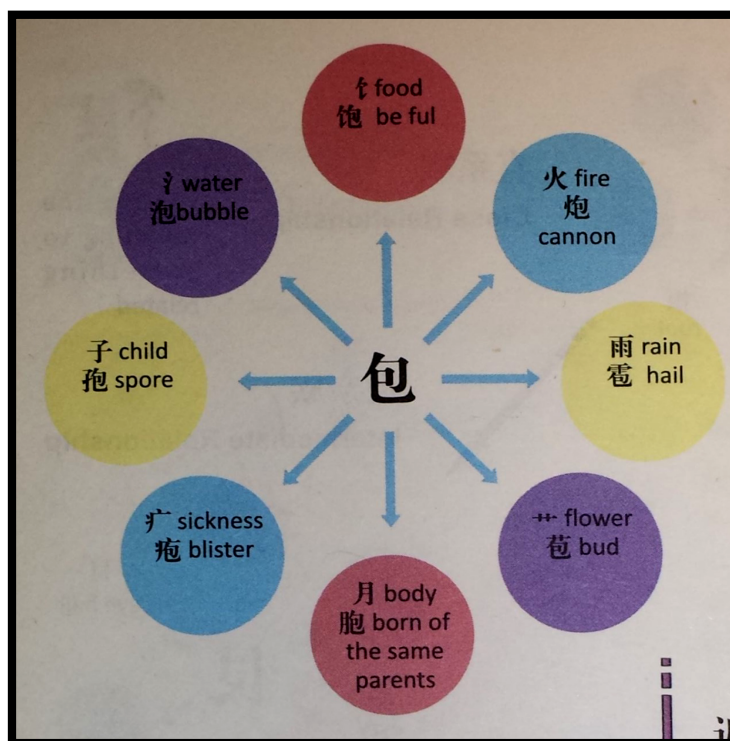 饣food
饱 be ful
火 fire
炮
cannon
雨 rain
雹 hail
艹 flower
苞 bud
月 body
胞 born of
the same
parents
疒 sickness
疱 blister
子 child
孢 spore
氵water
泡bubble
包